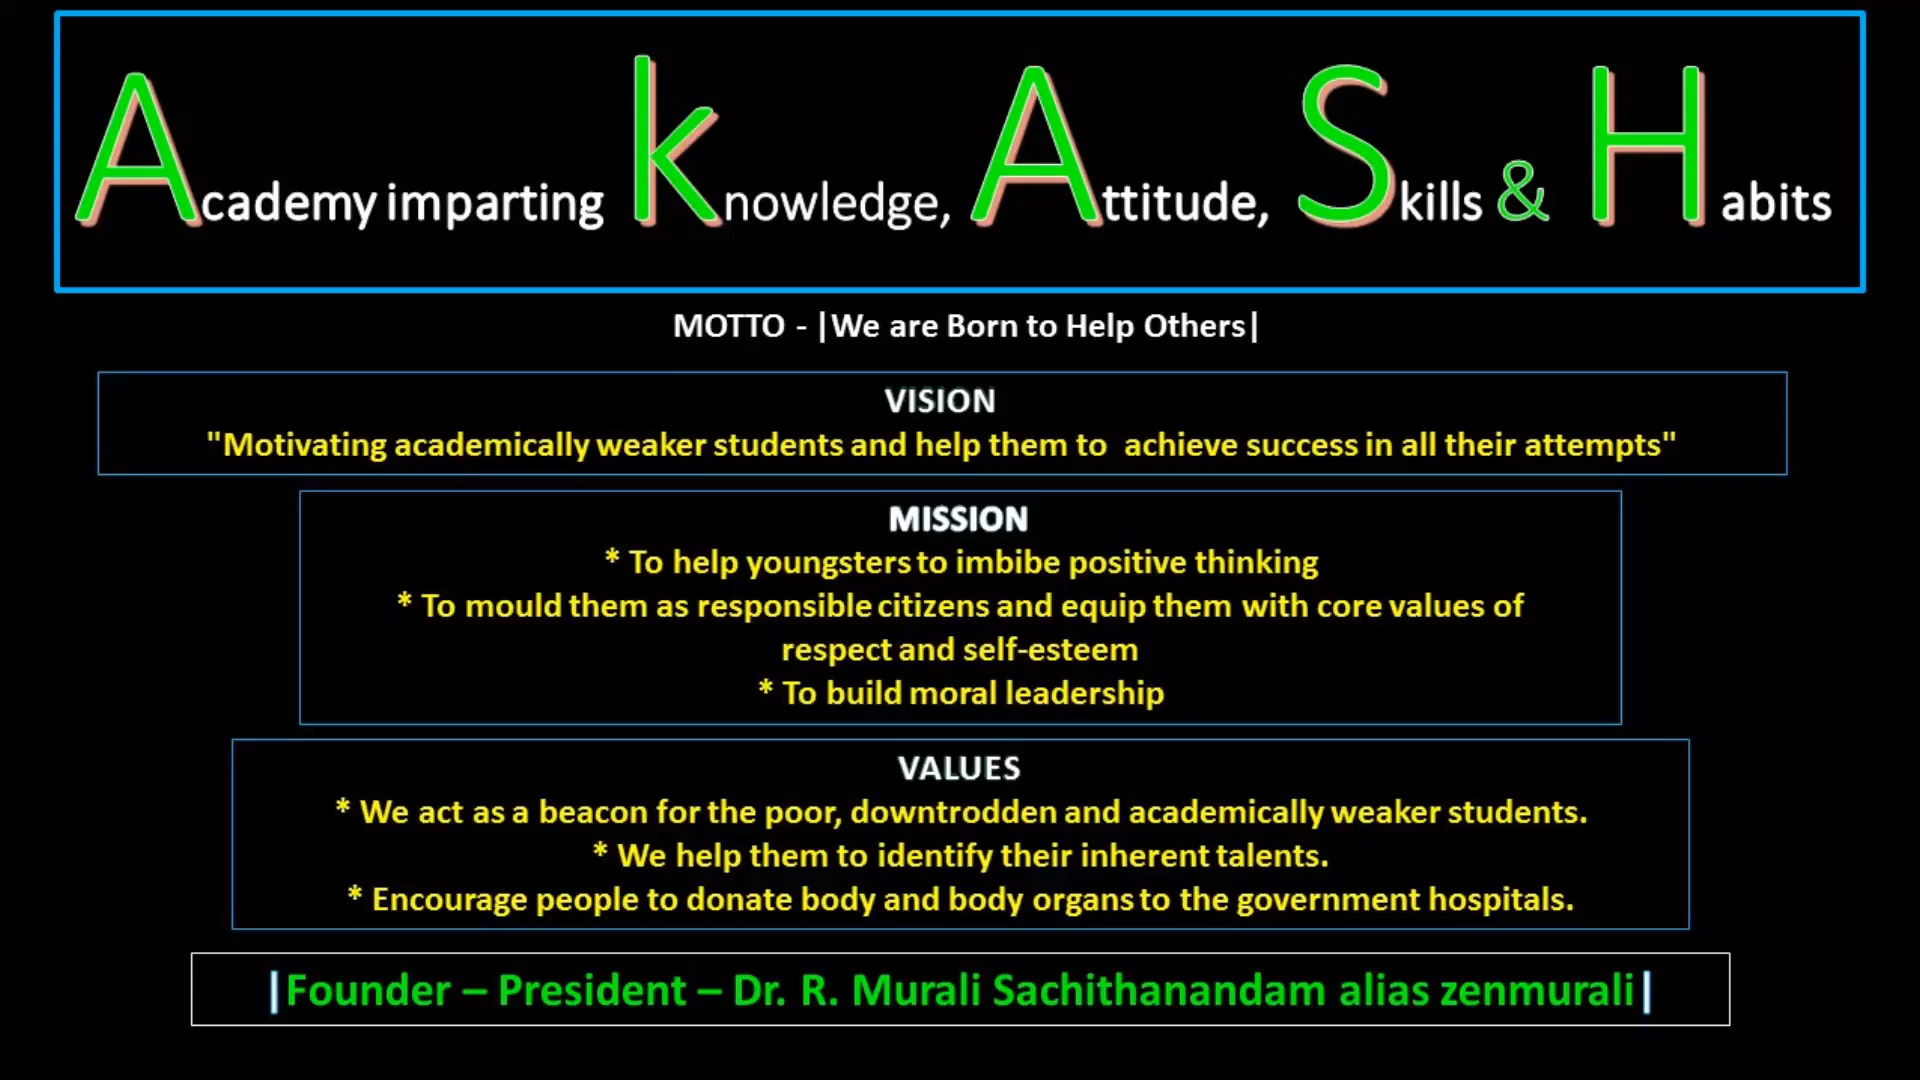 Academy imparting knowledge, Attitude, Skills & Habits
MOTTO - |We are Born to Help Others|
VISION
"Motivating academically weaker students and help them to achieve success in all their attempts"
MISSION
* To help youngsters to imbibe positive thinking
* To mould them as responsible citizens and equip them with core values of
respect and self-esteem
* To build moral leadership
VALUES
* We act as a beacon for the poor, downtrodden and academically weaker students.
* We help them to identify their inherent talents.
* Encourage people to donate body and body organs to the government hospitals.
|Founder – President – Dr. R. Murali Sachithanandam alias zenmurali|